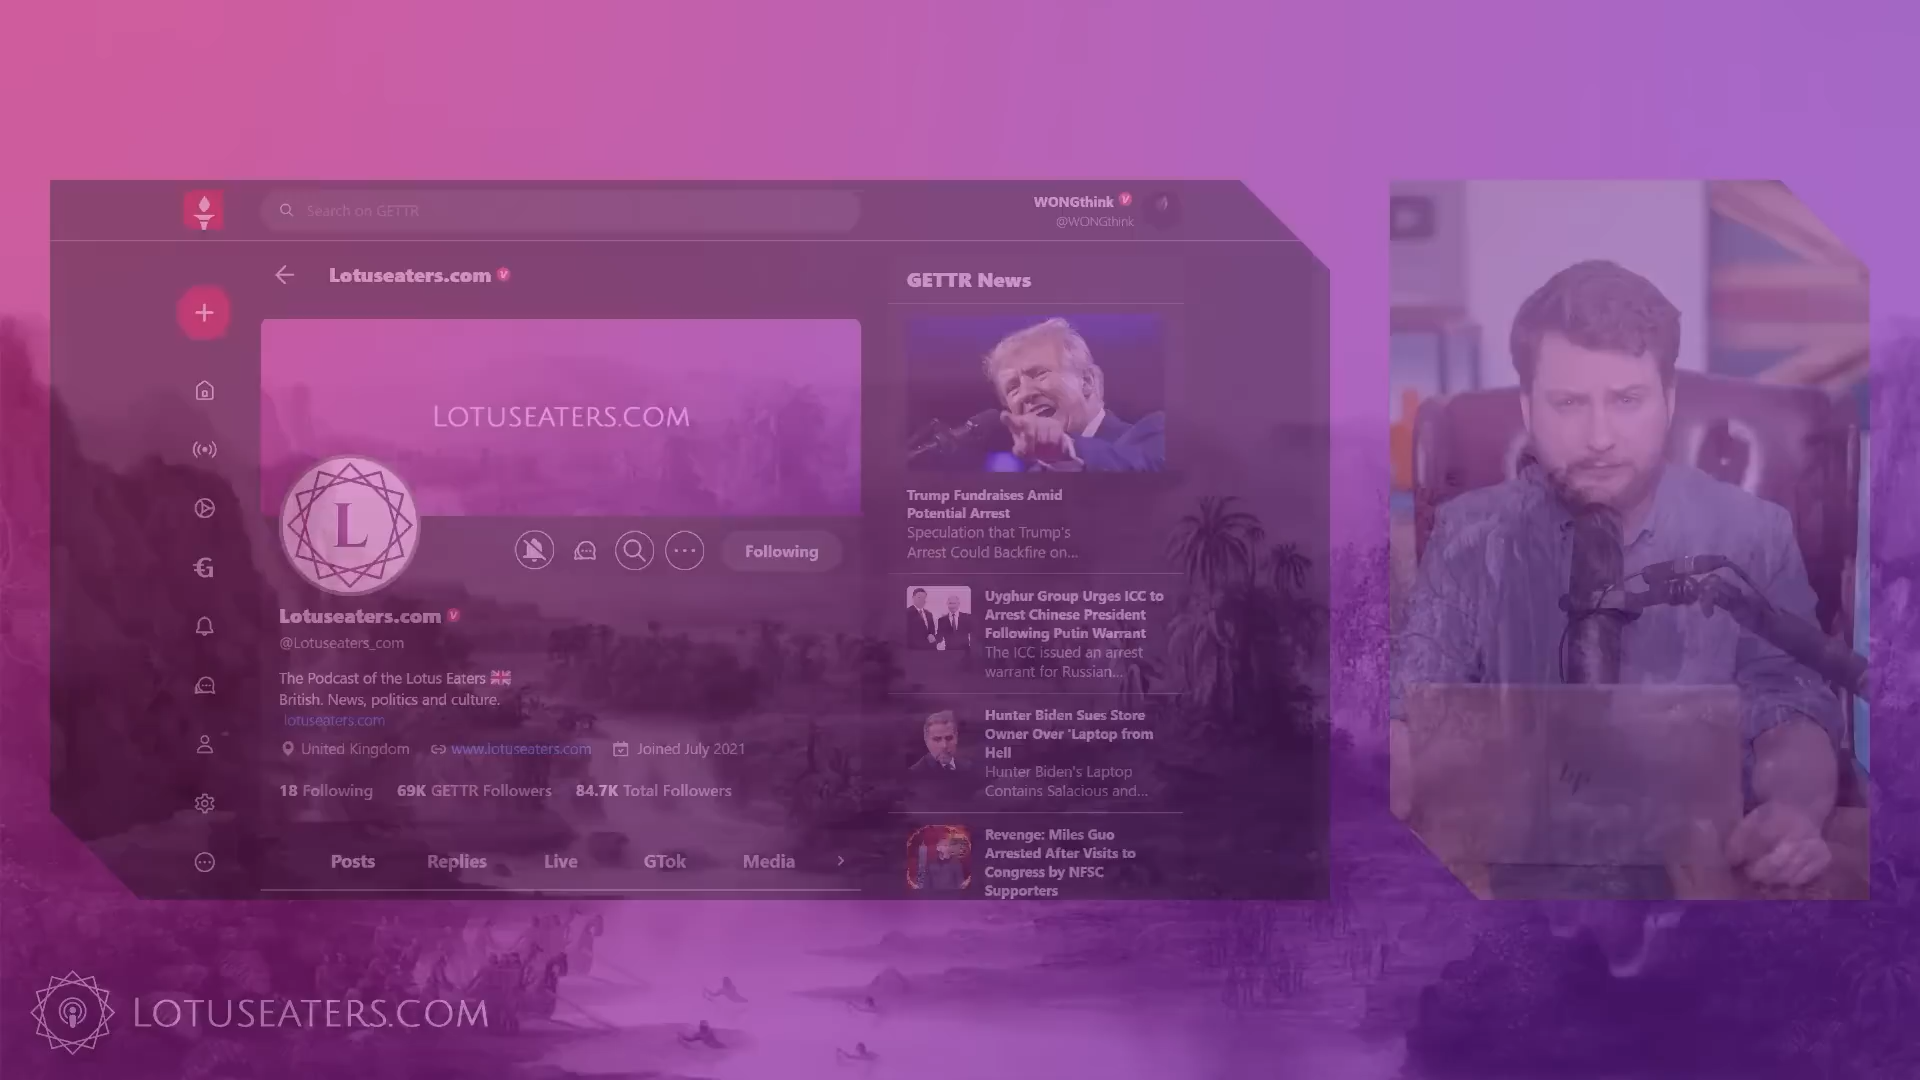 Search on GETTR
WONGthink
@WONGthink
Lotuseaters.com
LOTUSEATERS.COM
L
Following
Lotuseaters.com
@Lotuseaters_com
The Podcast of the Lotus Eaters 🇬🇧
British. News, politics and culture.
lotuseaters.com
United Kingdom www.lotuseaters.com Joined July 2021
18 Following 69K GETTR Followers 84.7K Total Followers
Posts Replies Live GTok Media
GETTR News
Trump Fundraises Amid
Potential Arrest
Speculation that Trump's
Arrest Could Backfire on...
Uyghur Group Urges ICC to
Arrest Chinese President
Following Putin Warrant
The ICC issued an arrest
warrant for Russian...
Hunter Biden Sues Store
Owner Over 'Laptop from
Hell
Hunter Biden's Laptop
Contains Salacious and...
Revenge: Miles Guo
Arrested After Visits to
Congress by NFSC
Supporters
hp
LOTUSEATERS.COM